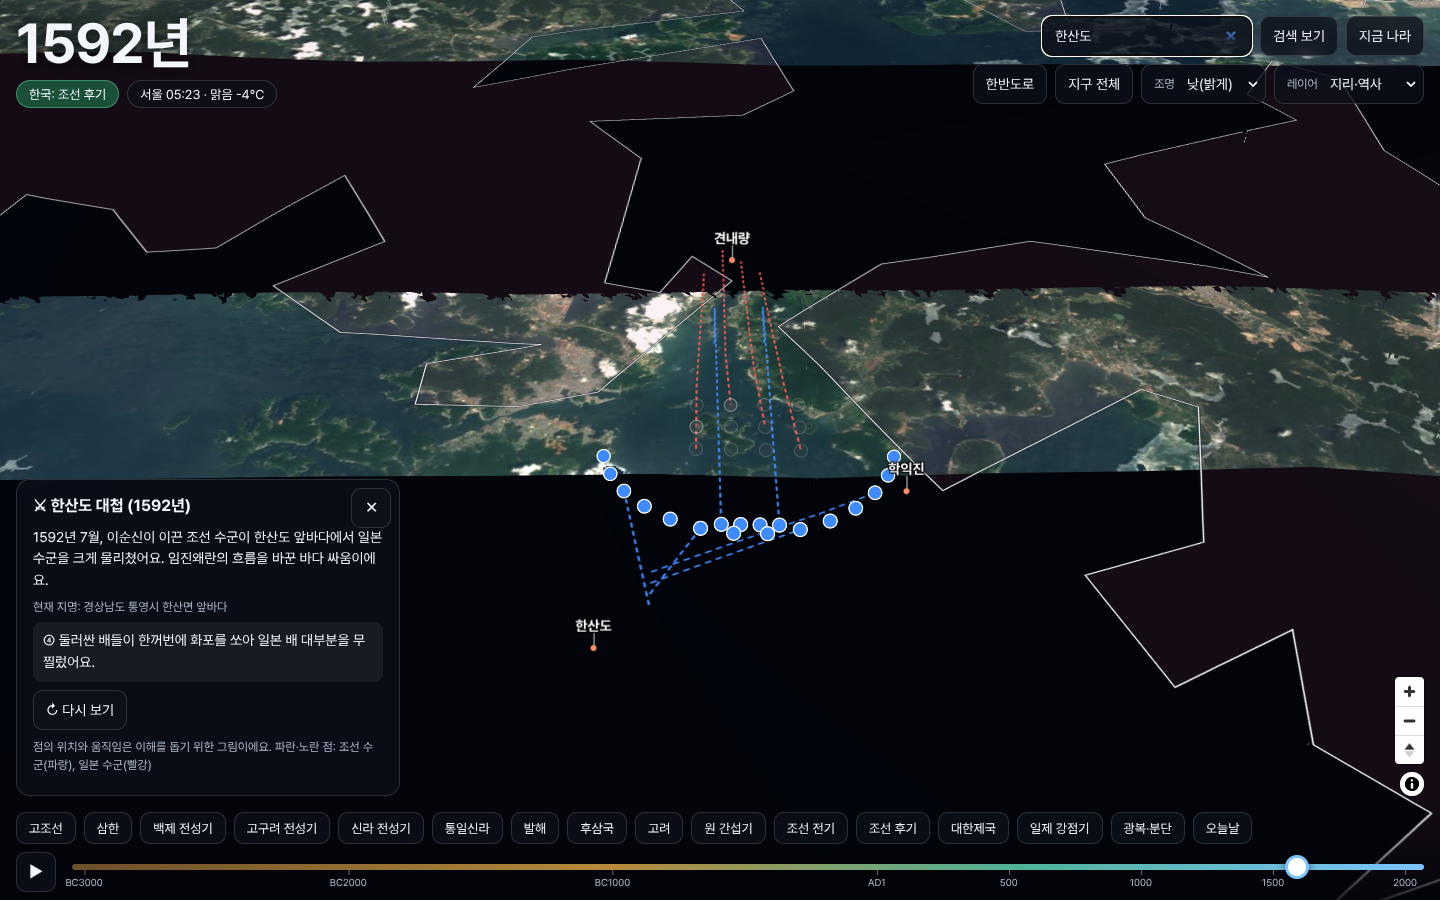 1592년
한국: 조선 후기
서울 05:23 · 맑음 -4°C
한산도
검색 보기
지금 나라
한반도로
지구 전체
조명 낮(밝게)
레이어 지리·역사
견내량
학익진
한산도
⚔ 한산도 대첩 (1592년)
1592년 7월, 이순신이 이끈 조선 수군이 한산도 앞바다에서 일본
수군을 크게 물리쳤어요. 임진왜란의 흐름을 바꾼 바다 싸움이에
요.
현재 지명: 경상남도 통영시 한산면 앞바다
④ 둘러싼 배들이 한꺼번에 화포를 쏘아 일본 배 대부분을 무
찔렀어요.
↻ 다시 보기
점의 위치와 움직임은 이해를 돕기 위한 그림이에요. 파란·노란 점: 조선 수
군(파랑), 일본 수군(빨강)
고조선
삼한
백제 전성기
고구려 전성기
신라 전성기
통일신라
발해
후삼국
고려
원 간섭기
조선 전기
조선 후기
대한제국
일제 강점기
광복·분단
오늘날
BC3000
BC2000
BC1000
AD1
500
1000
1500
2000